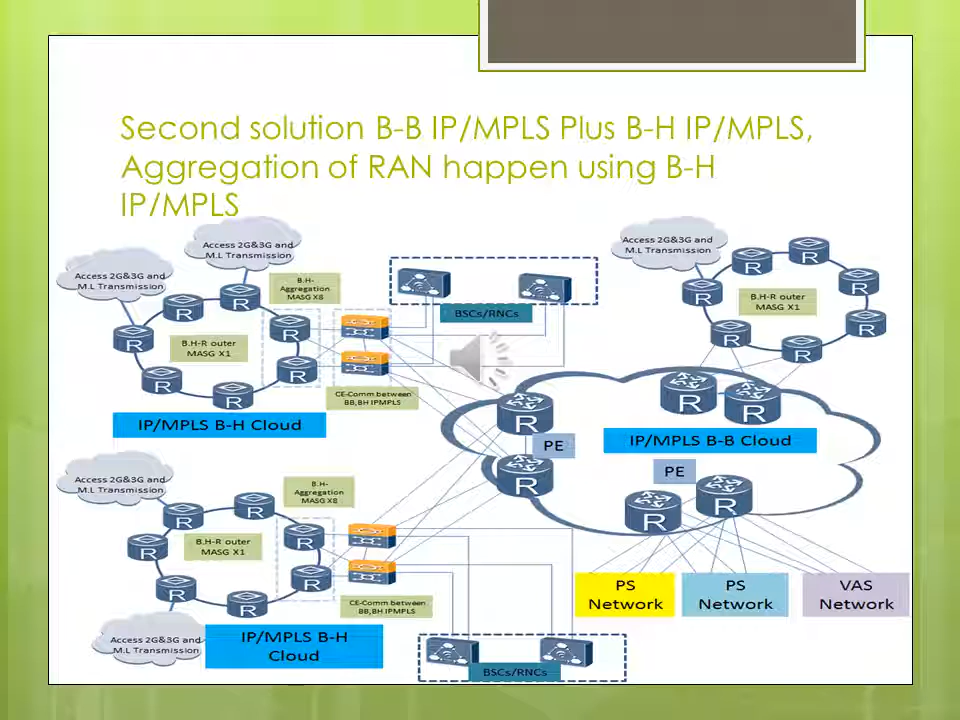 Second solution B-B IP/MPLS Plus B-H IP/MPLS,
Aggregation of RAN happen using B-H
IP/MPLS
Access 2G&3G and
M.L Transmission
Access 2G&3G and
M.L Transmission
B.H-
Aggregation
MASG X8
BSCs/RNCs
Access 2G&3G and
M.L Transmission
R
R
R
R
R
R
R
B.H-R outer
MASG X1
CE-Comm between
BB,BH IPMPLS
IP/MPLS B-H Cloud
R
R
R
R
R
R
R
B.H-R outer
MASG X1
R
R
IP/MPLS B-B Cloud
R
R
PE
PE
R
R
Access 2G&3G and
M.L Transmission
B.H-
Aggregation
MASG X8
R
R
R
R
R
R
R
B.H-R outer
MASG X1
CE-Comm between
BB,BH IPMPLS
Access 2G&3G and
M.L Transmission
IP/MPLS B-H
Cloud
BSCs/RNCs
PS
Network
PS
Network
VAS
Network